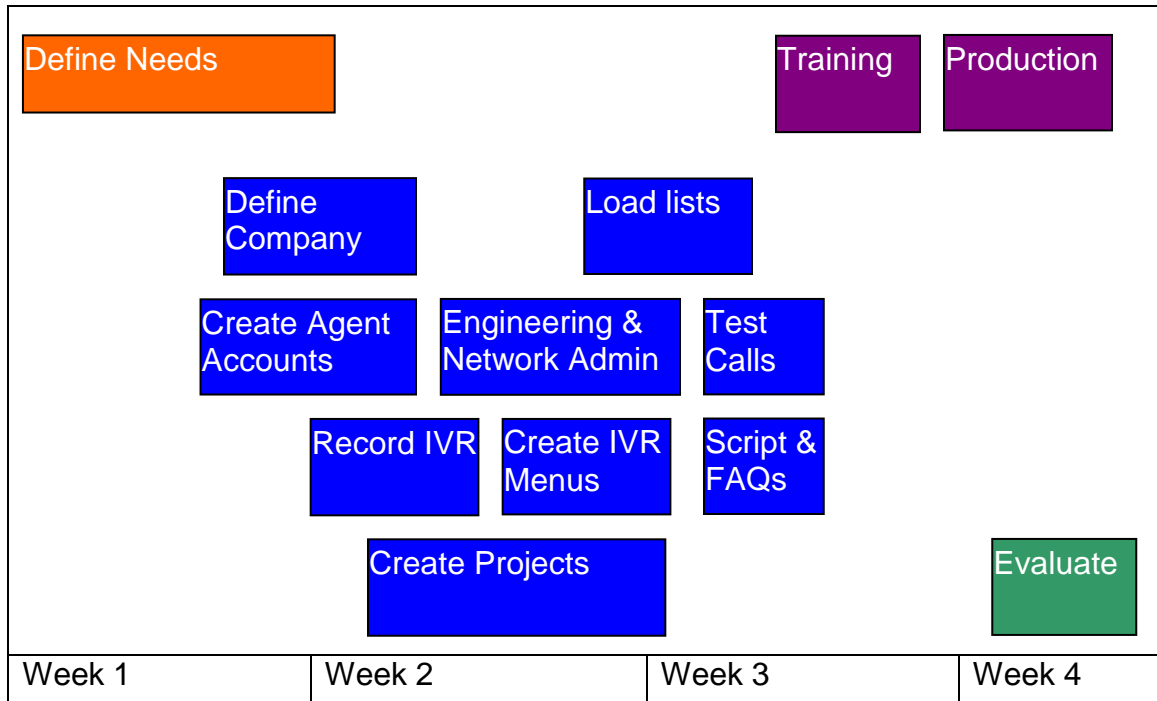 Define Needs
Training
Production
Define
Company
Load lists
Create Agent
Accounts
Engineering &
Network Admin
Test
Calls
Record IVR
Create IVR
Menus
Script &
FAQs
Create Projects
Evaluate
Week 1
Week 2
Week 3
Week 4